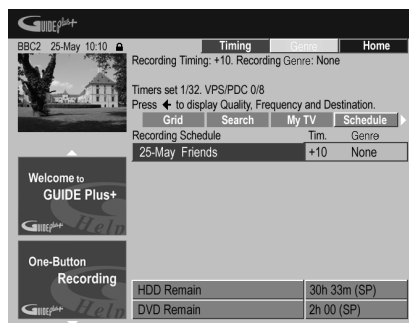 GUIDE Plus+
BBC2 25-May 10:10
Timing Genre Home
Recording Timing: +10. Recording Genre: None
Timers set 1/32. VPS/PDC 0/8
Press to display Quality, Frequency and Destination.
Grid Search My TV Schedule
Recording Schedule Tim. Genre
25-May Friends +10 None
Welcome to
GUIDE Plus+
GUIDE Plus+ Help
One-Button
Recording
GUIDE Plus+ Help
HDD Remain 30h 33m (SP)
DVD Remain 2h 00 (SP)